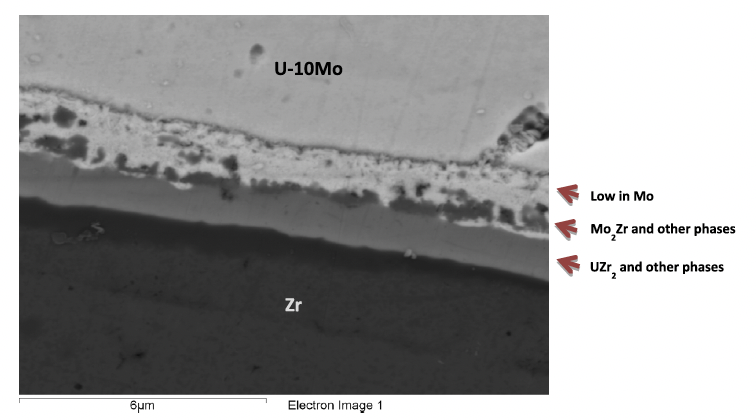 U-10Mo
Low in Mo
Mo₂Zr and other phases
UZr₂ and other phases
Zr
6μm
Electron Image 1